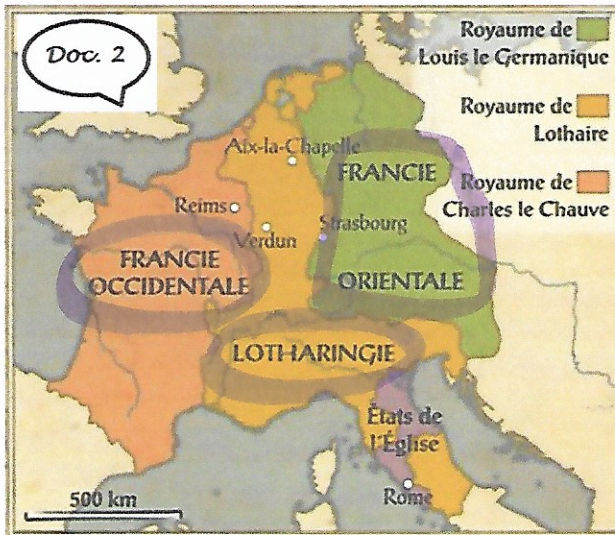 Doc. 2
Royaume de
Louis le Germanique
Royaume de
Lothaire
Royaume de
Charles le Chauve
Aix-la-Chapelle
FRANCIE
Reims
Strasbourg
Verdun
FRANCIE
OCCIDENTALE
ORIENTALE
LOTHARINGIE
États de
l'Église
Rome
500 km